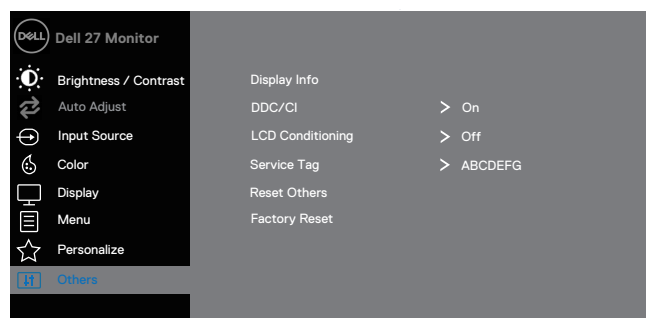 DELL Dell 27 Monitor
Brightness / Contrast Display Info
Auto Adjust DDC/CI > On
Input Source LCD Conditioning > Off
Color Service Tag > ABCDEFG
Display Reset Others
Menu Factory Reset
Personalize
Others